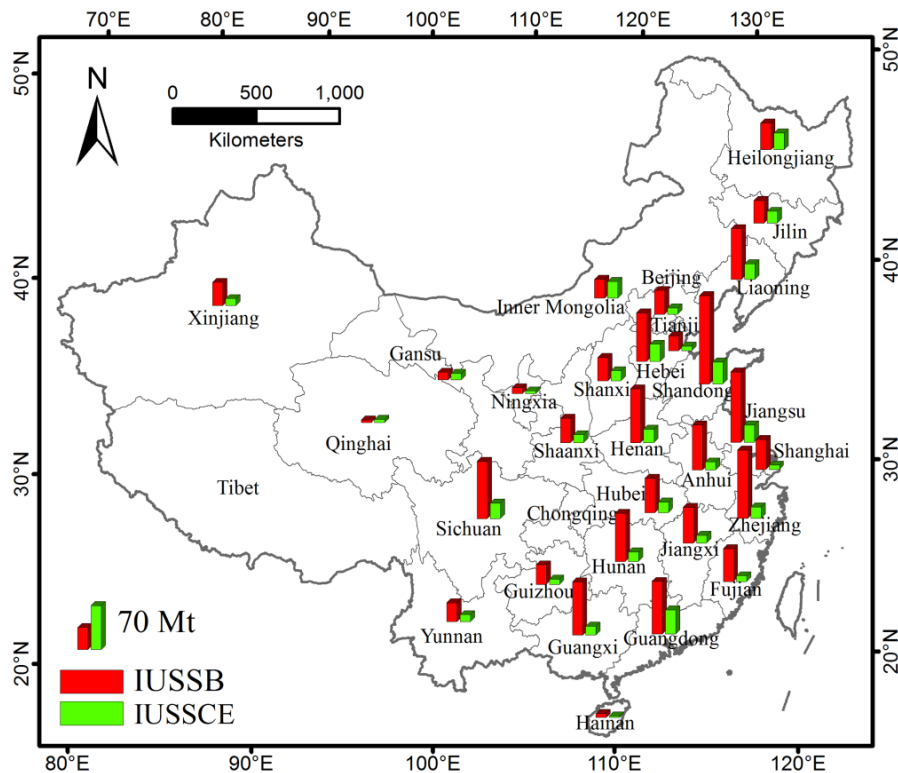 70°E 80°E 90°E 100°E 110°E 120°E 130°E
50°N
50°N
N
0 500 1,000
Kilometers
Heilongjiang
Jilin
40°N
40°N
Liaoning
Beijing
Inner Mongolia
Xinjiang
Tianji
Gansu
Hebei
Shanxi
Shandong
Ningxia
Jiangsu
Qinghai
Shaanxi
Henan
Shanghai
30°N
30°N
Anhui
Tibet
Hubei
Chongqing
Sichuan
Zhejiang
Jiangxi
Hunan
Fujian
Guizhou
70 Mt
Yunnan
Guangxi
Guangdong
20°N
20°N
IUSSB
IUSSCE
Hainan
80°E 90°E 100°E 110°E 120°E